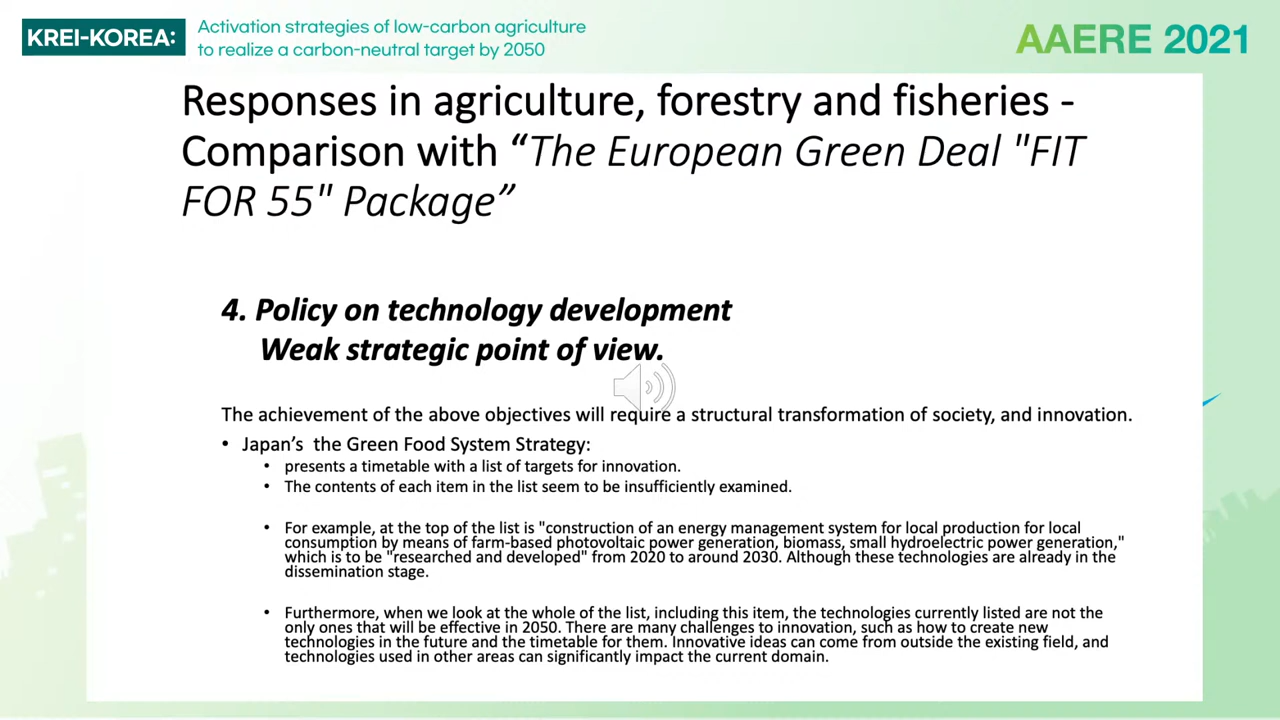 KREI-KOREA:
Activation strategies of low-carbon agriculture
to realize a carbon-neutral target by 2050
AAERE 2021
Responses in agriculture, forestry and fisheries -
Comparison with “The European Green Deal "FIT
FOR 55" Package”
4. Policy on technology development
Weak strategic point of view.
The achievement of the above objectives will require a structural transformation of society, and innovation.
• Japan’s the Green Food System Strategy:
• presents a timetable with a list of targets for innovation.
• The contents of each item in the list seem to be insufficiently examined.
• For example, at the top of the list is "construction of an energy management system for local production for local
consumption by means of farm-based photovoltaic power generation, biomass, small hydroelectric power generation,"
which is to be "researched and developed" from 2020 to around 2030. Although these technologies are already in the
dissemination stage.
• Furthermore, when we look at the whole of the list, including this item, the technologies currently listed are not the
only ones that will be effective in 2050. There are many challenges to innovation, such as how to create new
technologies in the future and the timetable for them. Innovative ideas can come from outside the existing field, and
technologies used in other areas can significantly impact the current domain.